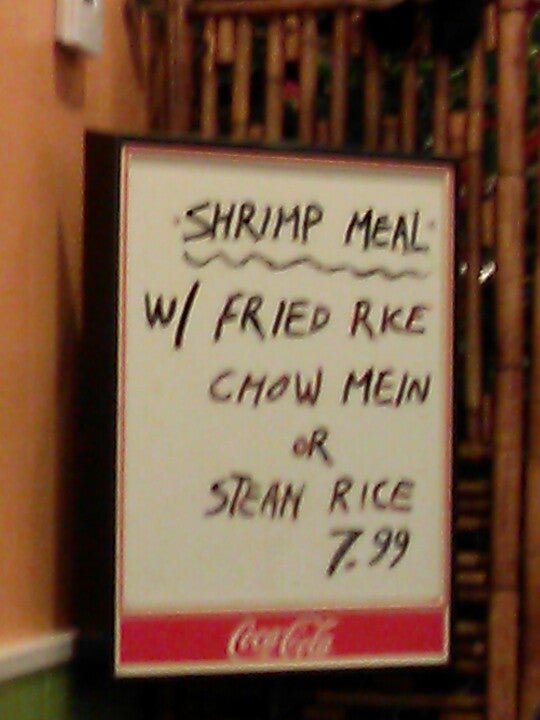 SHRIMP MEAL
W/ FRIED RICE
CHOW MEIN
OR
STEAM RICE
7.99
Coca-Cola